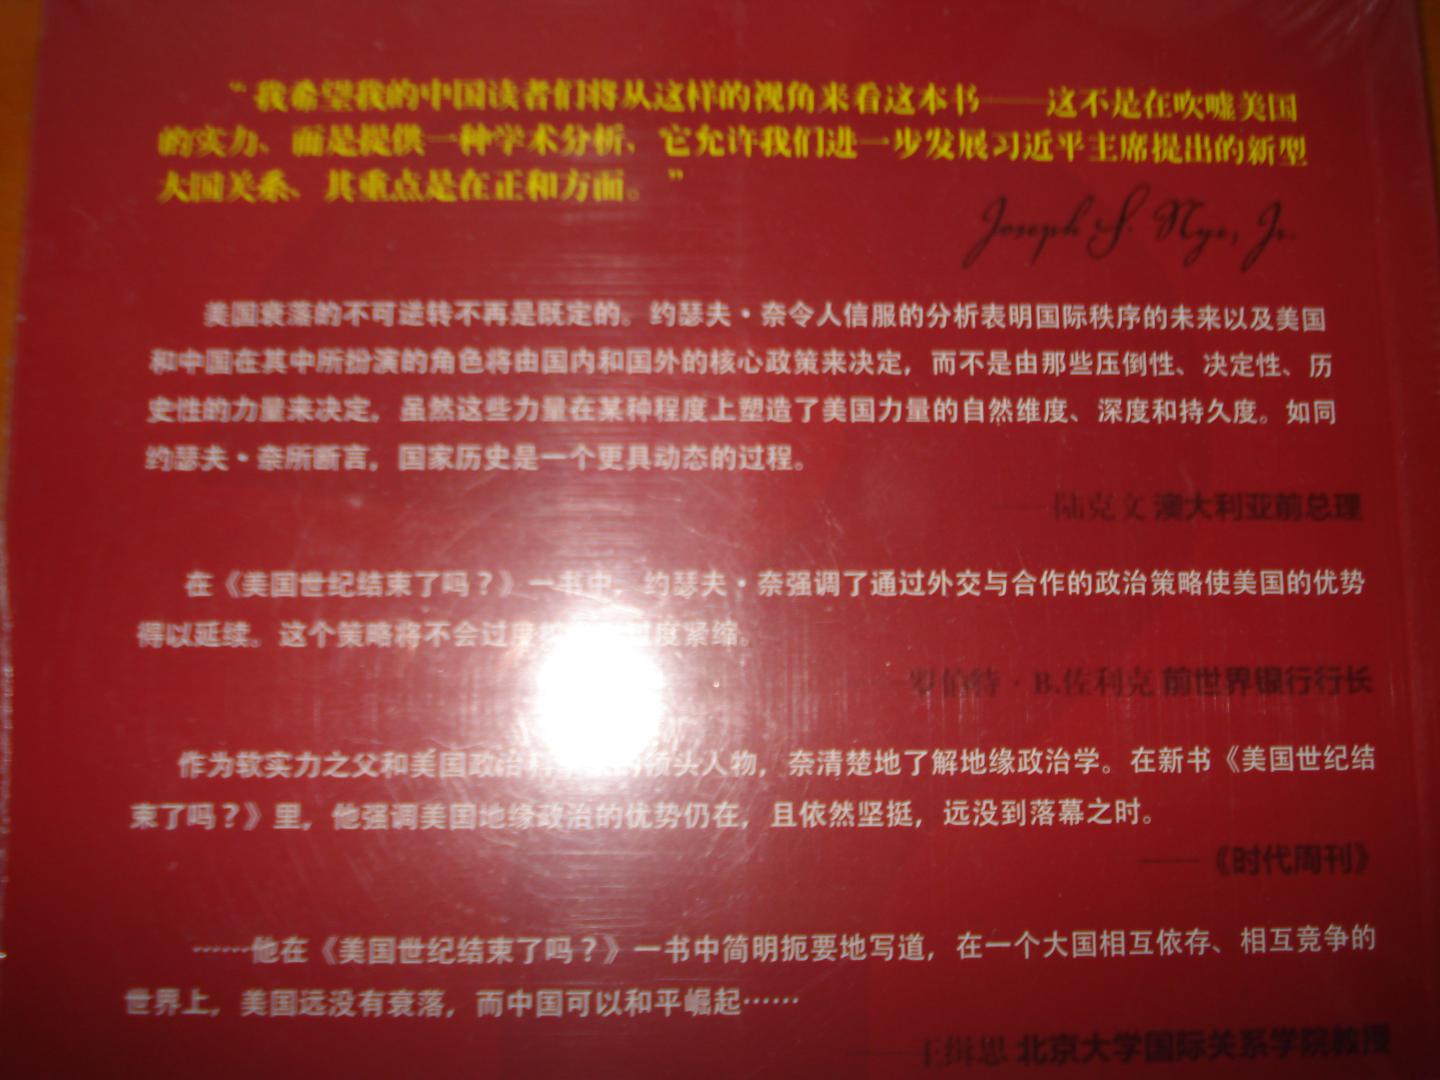 “我希望我的中国读者们将从这样的视角来看这本书——这不是在吹嘘美国
的实力、而是提供一种学术分析、它允许我们进一步发展习近平主席提出的新型
大国关系、其重点是在正和方面。”
Joseph S. Nye, Jr.
美国衰落的不可逆转不再是既定的。约瑟夫·奈令人信服的分析表明国际秩序的未来以及美国
和中国在其中所扮演的角色将由国内和国外的核心政策来决定，而不是由那些压倒性、决定性、历
史性的力量来决定，虽然这些力量在某种程度上塑造了美国力量的自然维度、深度和持久度。如同
约瑟夫·奈所断言，国家历史是一个更具动态的过程。
——陆克文 澳大利亚前总理
在《美国世纪结束了吗？》一书中，约瑟夫·奈强调了通过外交与合作的政治策略使美国的优势
得以延续。这个策略将不会过度 度紧缩。
——罗伯特·B.佐利克 前世界银行行长
作为软实力之父和美国政治 领头人物，奈清楚地了解地缘政治学。在新书《美国世纪结
束了吗？》里，他强调美国地缘政治的优势仍在，且依然坚挺，远没到落幕之时。
——《时代周刊》
……他在《美国世纪结束了吗？》一书中简明扼要地写道，在一个大国相互依存、相互竞争的
世界上，美国远没有衰落，而中国可以和平崛起……
——王缉思 北京大学国际关系学院教授